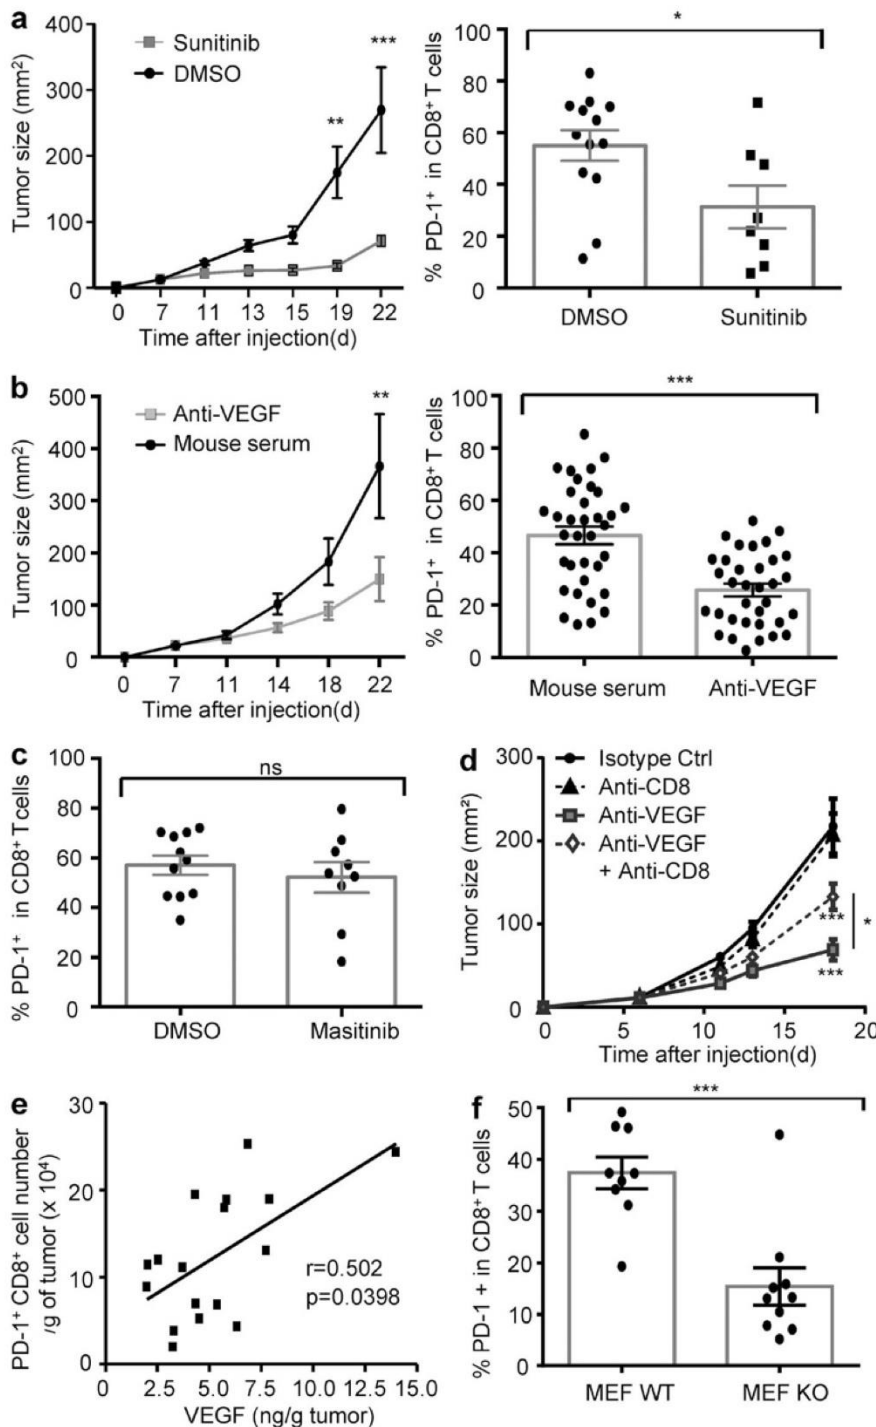 a
Sunitinib
DMSO
***
**
Tumor size (mm²)
400
300
200
100
0
0 7 11 13 15 19 22
Time after injection(d)
*
% PD-1⁺ in CD8⁺ T cells
100
80
60
40
20
0
DMSO Sunitinib
b
Anti-VEGF
Mouse serum
**
Tumor size (mm²)
500
400
300
200
100
0
0 7 11 14 18 22
Time after injection(d)
***
% PD-1⁺ in CD8⁺ T cells
100
80
60
40
20
0
Mouse serum Anti-VEGF
c
ns
% PD-1⁺ in CD8⁺ T cells
100
80
60
40
20
0
DMSO Masitinib
d
Isotype Ctrl
Anti-CD8
Anti-VEGF
Anti-VEGF
+ Anti-CD8
Tumor size (mm²)
300
200
100
0
***
*
***
0 5 10 15 20
Time after injection(d)
e
PD-1⁺ CD8⁺ cell number
/g of tumor (x 10⁴)
30
20
10
0
r=0.502
p=0.0398
2.5 5.0 7.5 10.0 12.5 15.0
VEGF (ng/g tumor)
f
***
% PD-1 + in CD8⁺ T cells
50
40
30
20
10
0
MEF WT MEF KO